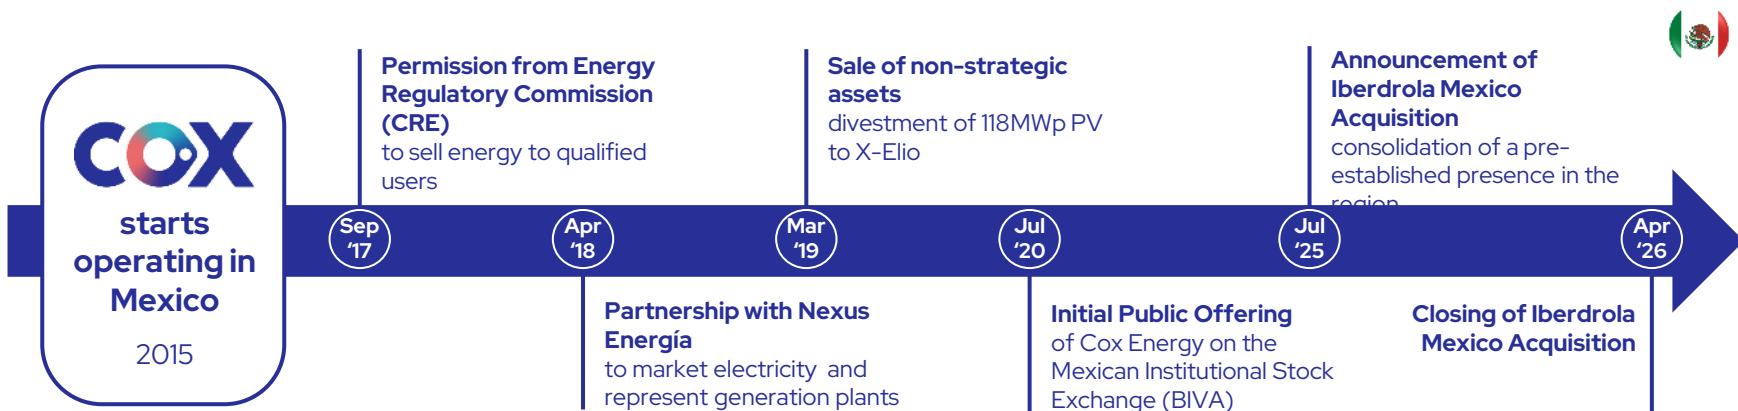 COX
starts
operating in
Mexico
2015
Sep
‘17
Permission from Energy
Regulatory Commission
(CRE)
to sell energy to qualified
users
Apr
‘18
Partnership with Nexus
Energía
to market electricity and
represent generation plants
Mar
‘19
Sale of non-strategic
assets
divestment of 118MWp PV
to X-Elio
Jul
‘20
Initial Public Offering
of Cox Energy on the
Mexican Institutional Stock
Exchange (BIVA)
Jul
‘25
Announcement of
Iberdrola Mexico
Acquisition
consolidation of a pre-
established presence in the
region
Apr
‘26
Closing of Iberdrola
Mexico Acquisition